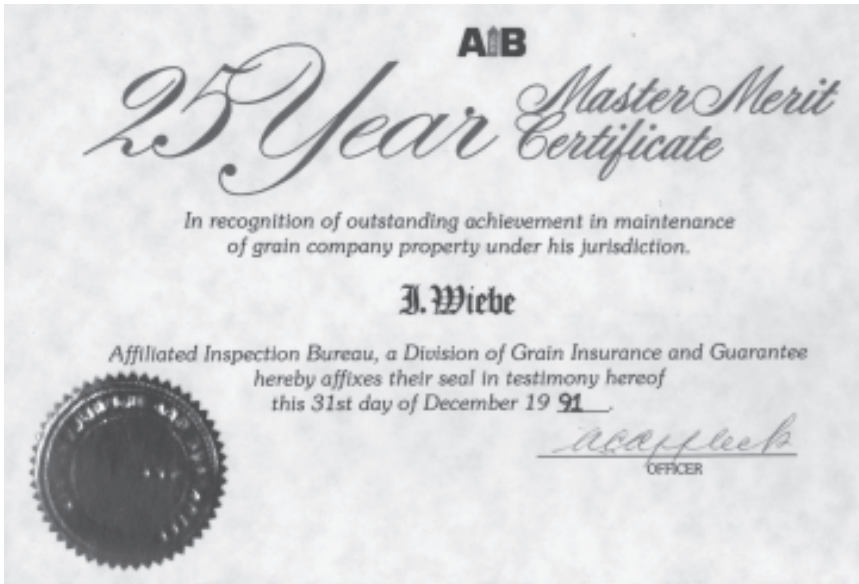 AIB
25 Year Master Merit
Certificate
In recognition of outstanding achievement in maintenance
of grain company property under his jurisdiction.
J. Wiebe
Affiliated Inspection Bureau, a Division of Grain Insurance and Guarantee
hereby affixes their seal in testimony hereof
this 31st day of December 19 91.
OFFICER